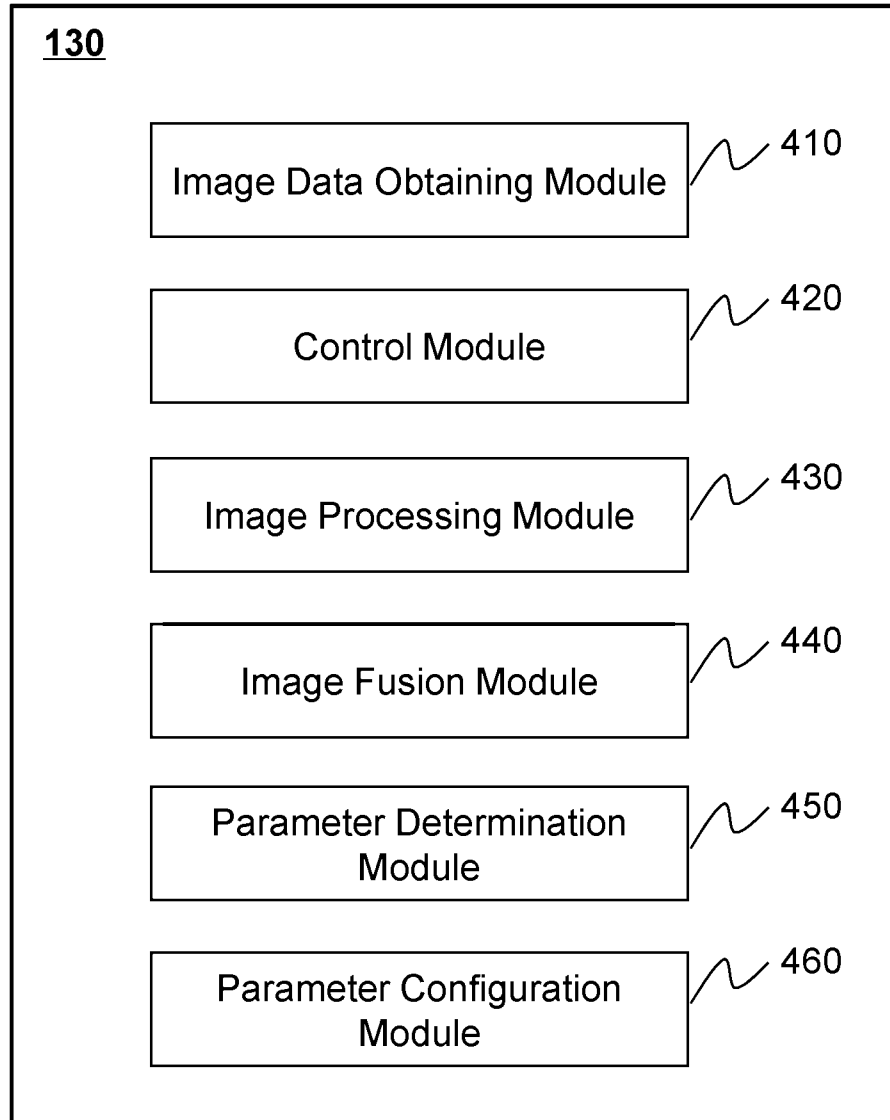 130
Image Data Obtaining Module
410
Control Module
420
Image Processing Module
430
Image Fusion Module
440
Parameter Determination
Module
450
Parameter Configuration
Module
460